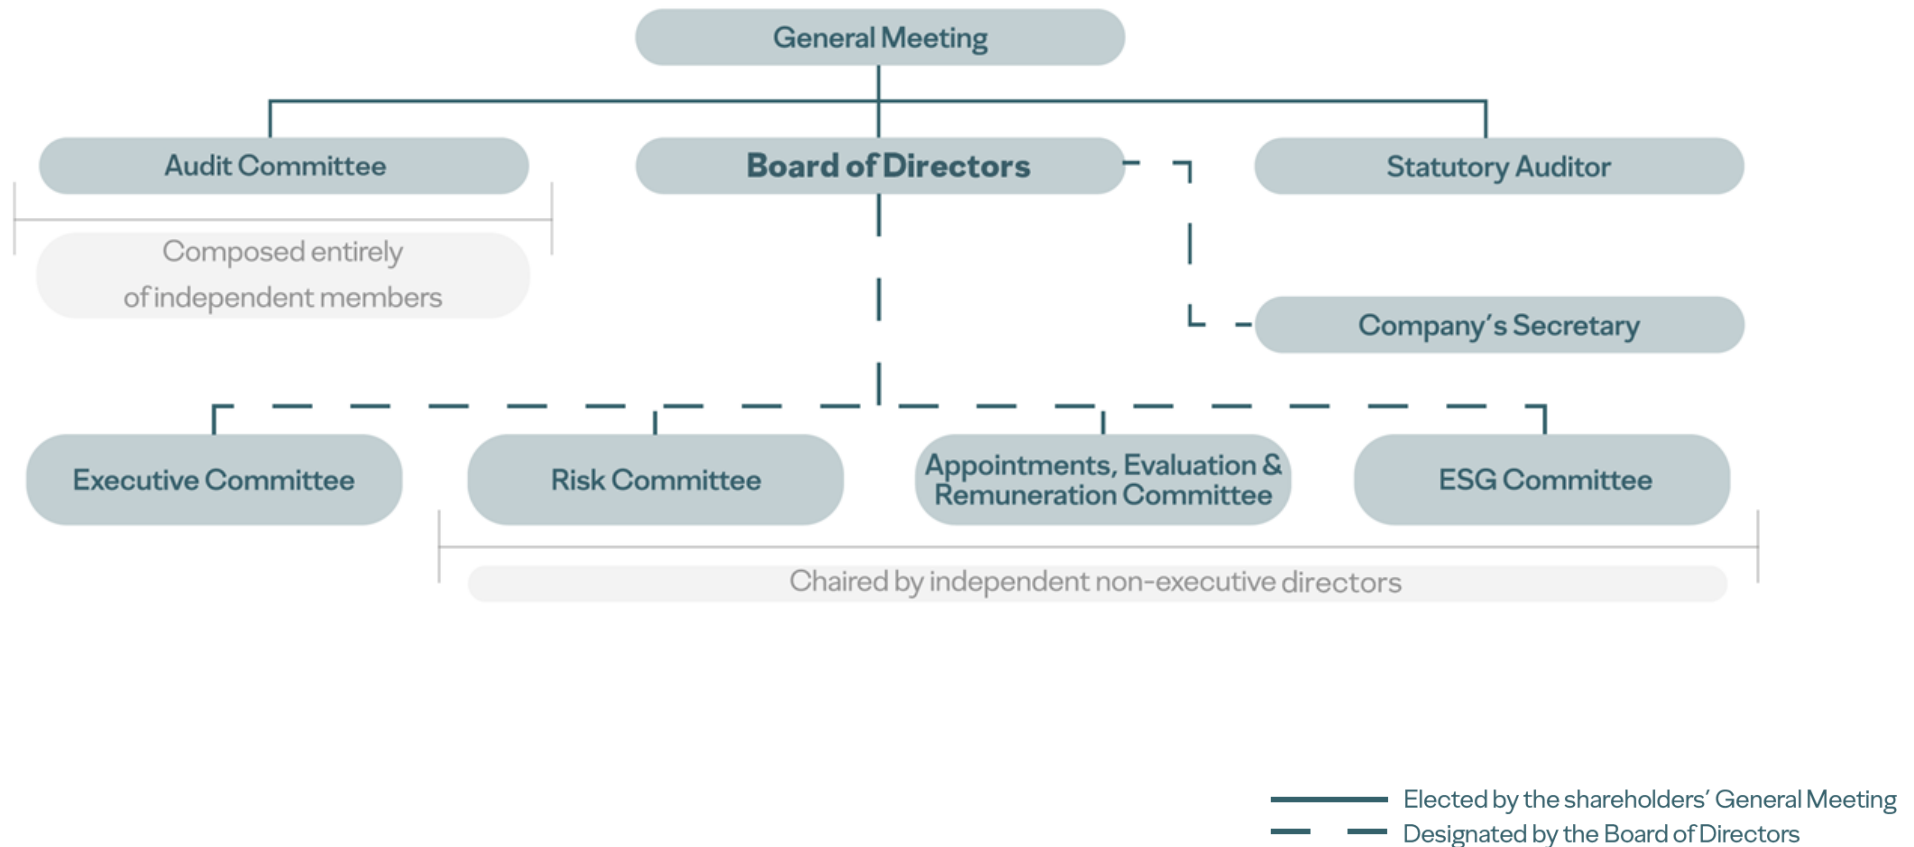 General Meeting
Audit Committee
Board of Directors
Statutory Auditor
Composed entirely
of independent members
Company´s Secretary
Executive Committee
Risk Committee
Appointments, Evaluation &
Remuneration Committee
ESG Committee
Chaired by independent non-executive directors
Elected by the shareholders´ General Meeting
Designated by the Board of Directors